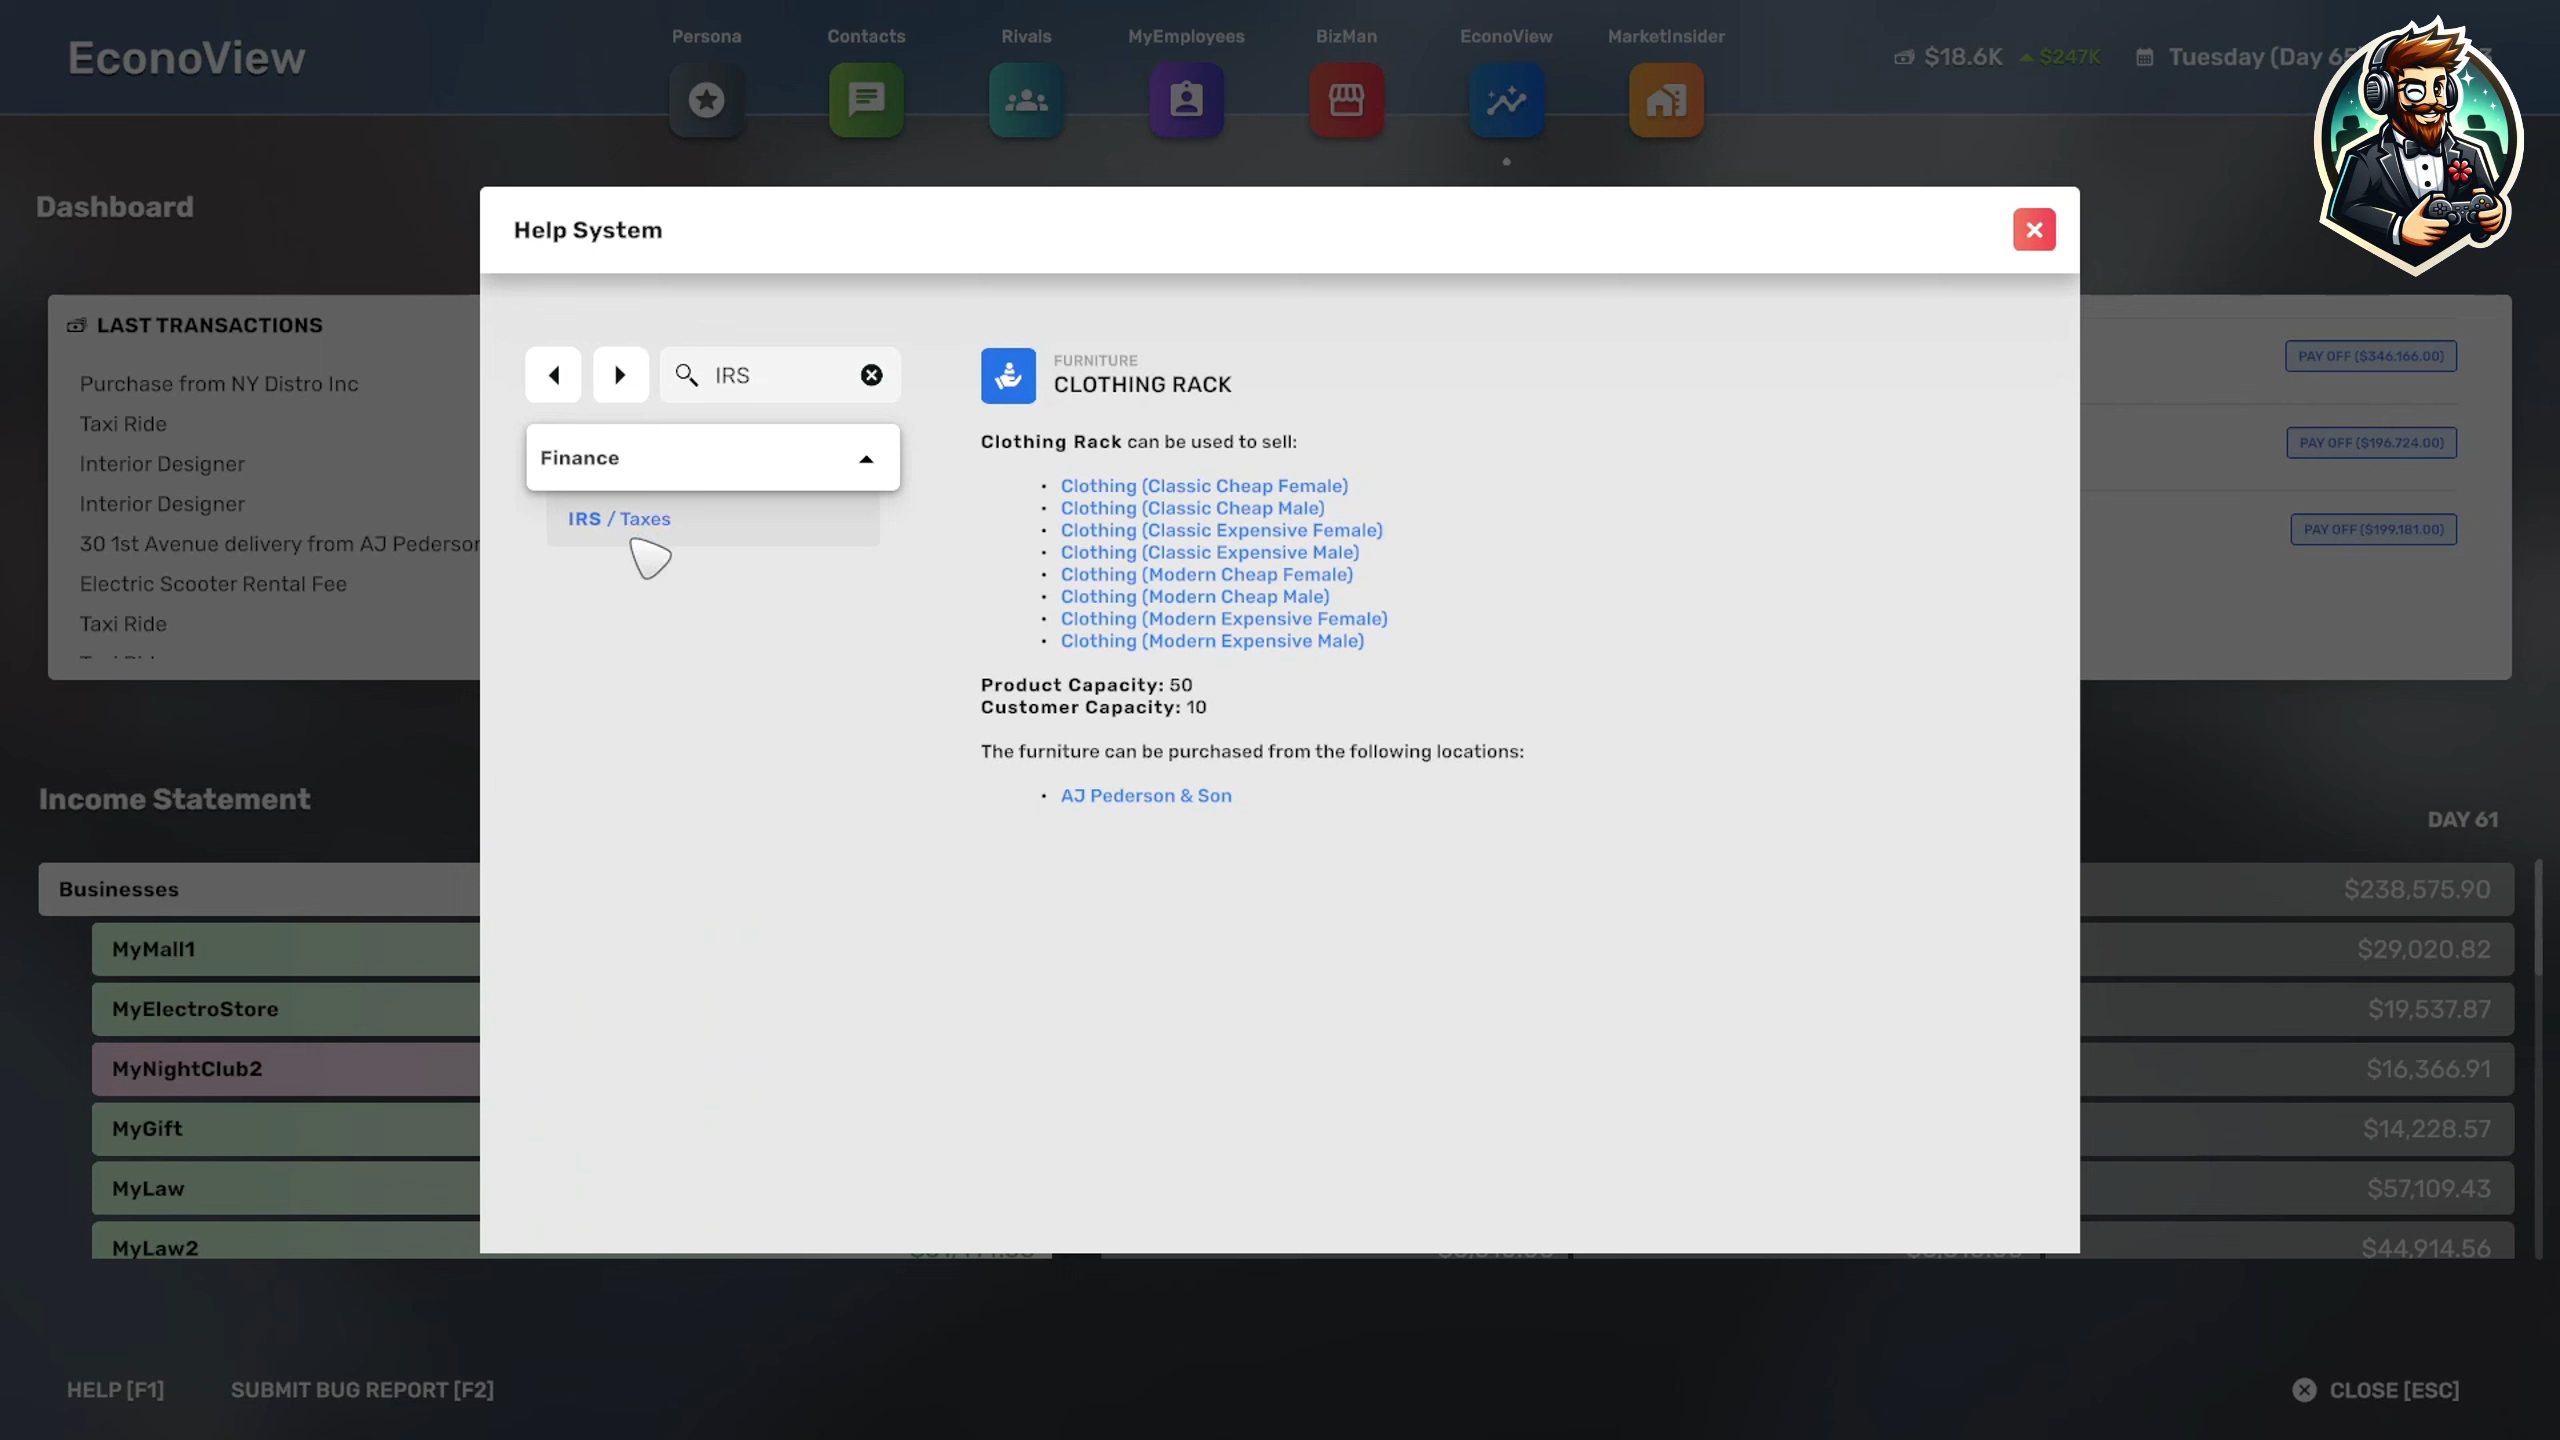 EconoView
Persona
Contacts
Rivals
MyEmployees
BizMan
EconoView
MarketInsider
$18.6K
$247K
Tuesday (Day 65
Dashboard
Help System
LAST TRANSACTIONS
Purchase from NY Distro Inc
Taxi Ride
Interior Designer
Interior Designer
30 1st Avenue delivery from AJ Pederson
Electric Scooter Rental Fee
Taxi Ride
IRS
Finance
IRS / Taxes
FURNITURE
CLOTHING RACK
Clothing Rack can be used to sell:
• Clothing (Classic Cheap Female)
• Clothing (Classic Cheap Male)
• Clothing (Classic Expensive Female)
• Clothing (Classic Expensive Male)
• Clothing (Modern Cheap Female)
• Clothing (Modern Cheap Male)
• Clothing (Modern Expensive Female)
• Clothing (Modern Expensive Male)
Product Capacity: 50
Customer Capacity: 10
The furniture can be purchased from the following locations:
• AJ Pederson & Son
PAY OFF ($346,166.00)
PAY OFF ($196,724.00)
PAY OFF ($199,181.00)
Income Statement
DAY 61
Businesses
$238,575.90
MyMall1
$29,020.82
MyElectroStore
$19,537.87
MyNightClub2
$16,366.91
MyGift
$14,228.57
MyLaw
$57,109.43
MyLaw2
$44,914.56
HELP [F1]
SUBMIT BUG REPORT [F2]
CLOSE [ESC]